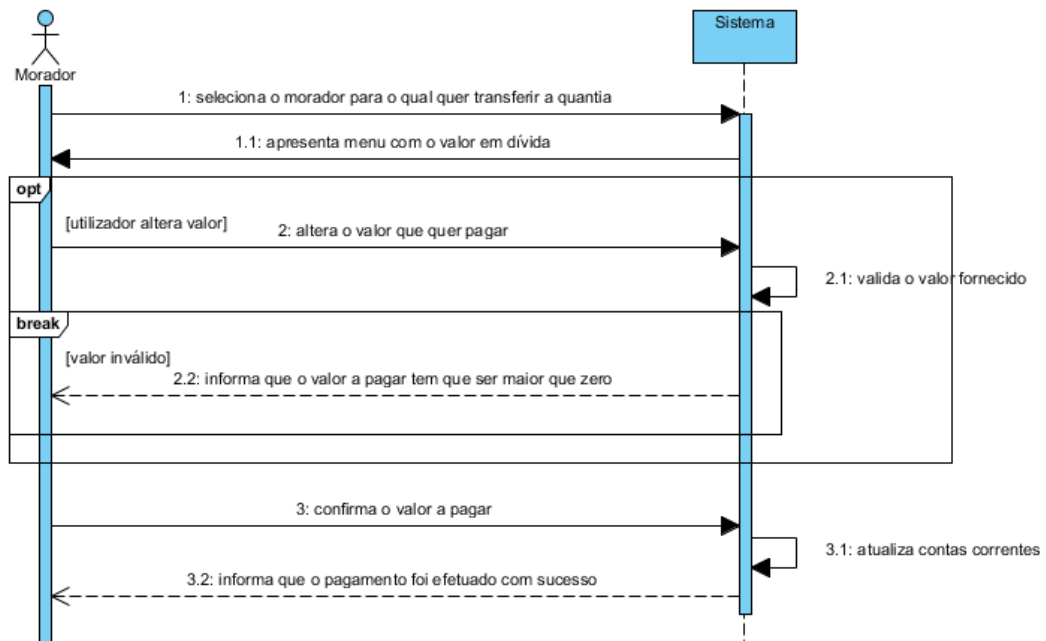 Sistema
Morador
1: seleciona o morador para o qual quer transferir a quantia
1.1: apresenta menu com o valor em dívida
opt
[utilizador altera valor]
2: altera o valor que quer pagar
2.1: valida o valor fornecido
break
[valor inválido]
2.2: informa que o valor a pagar tem que ser maior que zero
3: confirma o valor a pagar
3.1: atualiza contas correntes
3.2: informa que o pagamento foi efetuado com sucesso